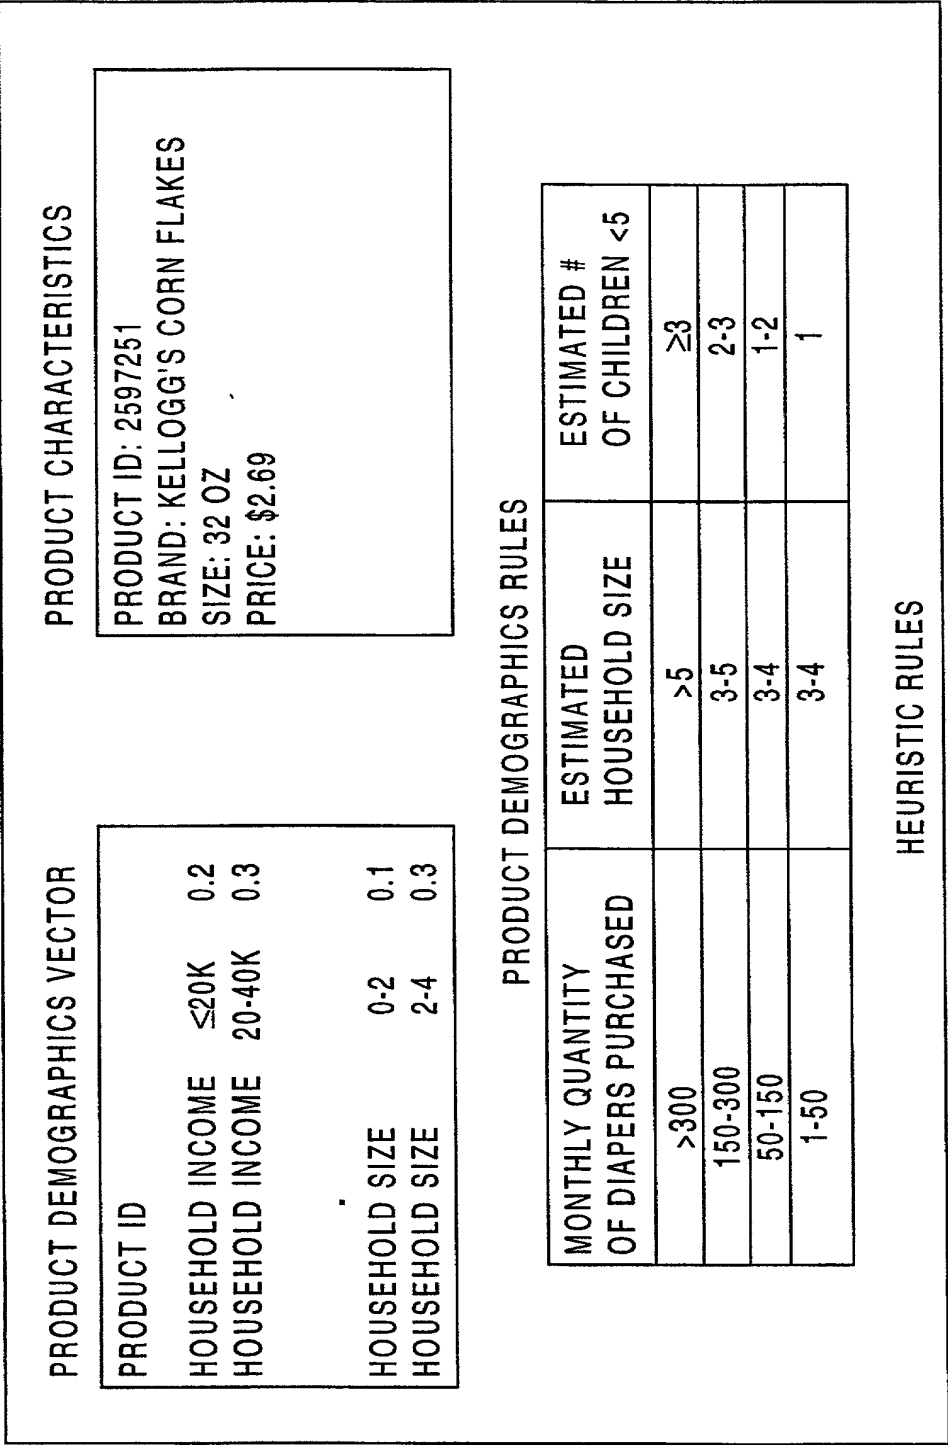 PRODUCT DEMOGRAPHICS VECTOR
PRODUCT ID
HOUSEHOLD INCOME ≤20K 0.2
HOUSEHOLD INCOME 20-40K 0.3
HOUSEHOLD SIZE 0-2 0.1
HOUSEHOLD SIZE 2-4 0.3
PRODUCT CHARACTERISTICS
PRODUCT ID: 2597251
BRAND: KELLOGG'S CORN FLAKES
SIZE: 32 OZ
PRICE: $2.69
PRODUCT DEMOGRAPHICS RULES
MONTHLY QUANTITY
OF DIAPERS PURCHASED
ESTIMATED
HOUSEHOLD SIZE
ESTIMATED #
OF CHILDREN <5
>300 >5 ≥3
150-300 3-5 2-3
50-150 3-4 1-2
1-50 3-4 1
HEURISTIC RULES